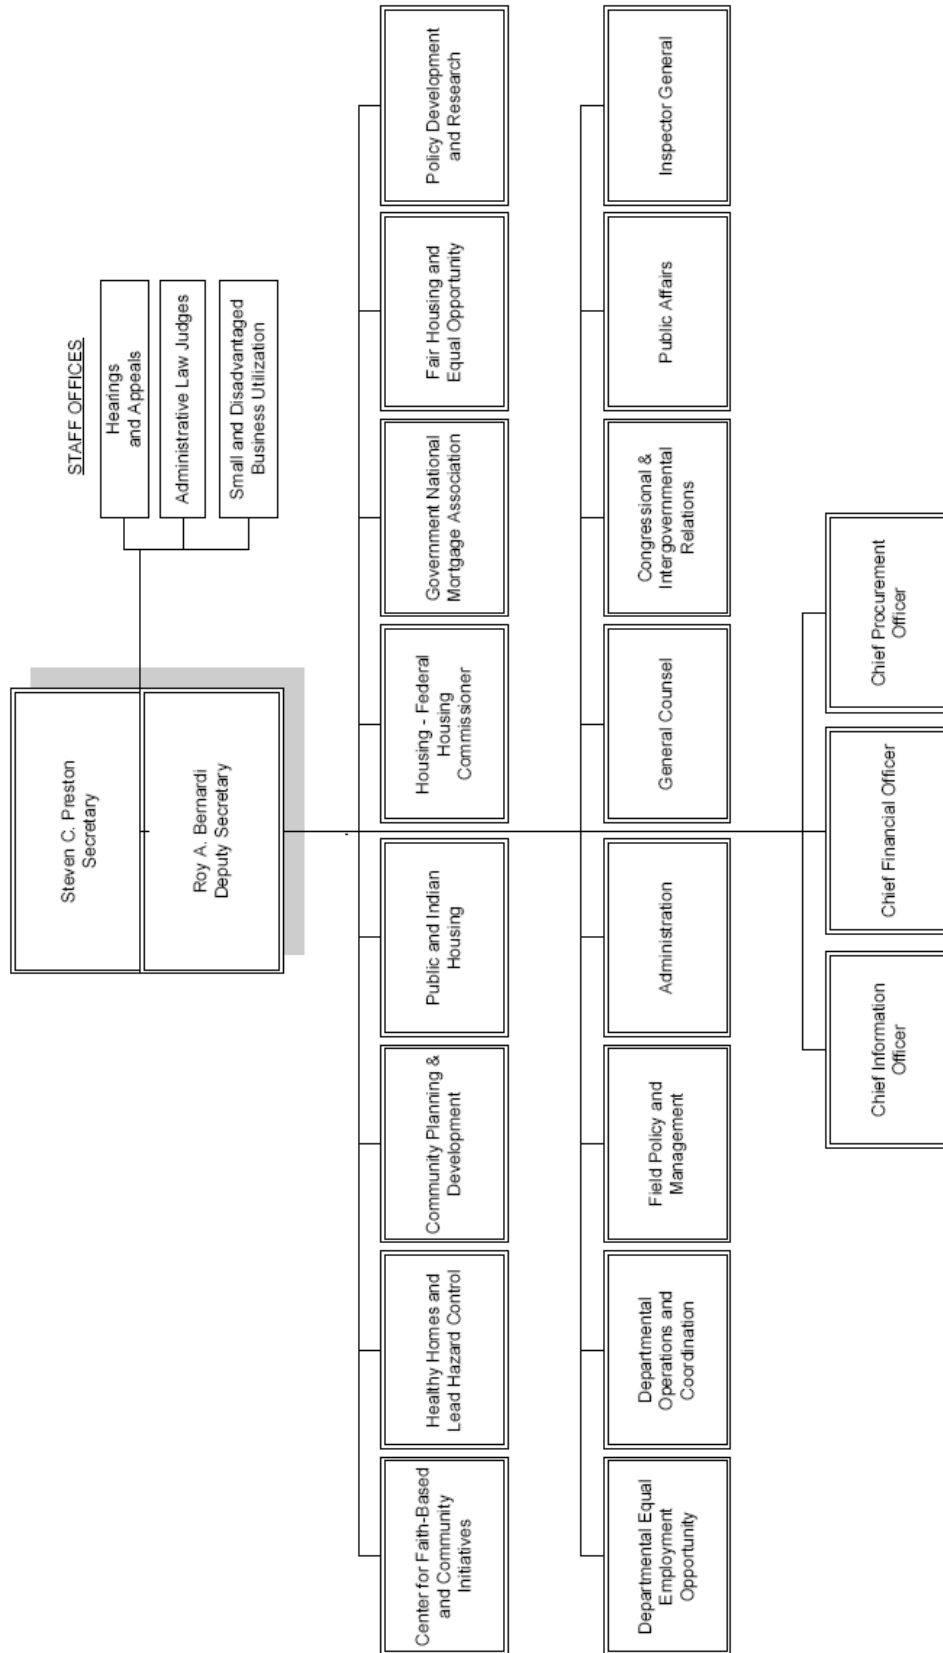 Steven C. Preston
Secretary
Roy A. Bernardi
Deputy Secretary
STAFF OFFICES
Hearings
and Appeals
Administrative Law Judges
Small and Disadvantaged
Business Utilization
Center for Faith-Based
and Community
Initiatives
Healthy Homes and
Lead Hazard Control
Community Planning &
Development
Public and Indian
Housing
Housing - Federal
Housing
Commissioner
Government National
Mortgage Association
Fair Housing and
Equal Opportunity
Policy Development
and Research
Departmental Equal
Employment
Opportunity
Departmental
Operations and
Coordination
Field Policy and
Management
Administration
General Counsel
Congressional &
Intergovernmental
Relations
Public Affairs
Inspector General
Chief Information
Officer
Chief Financial Officer
Chief Procurement
Officer